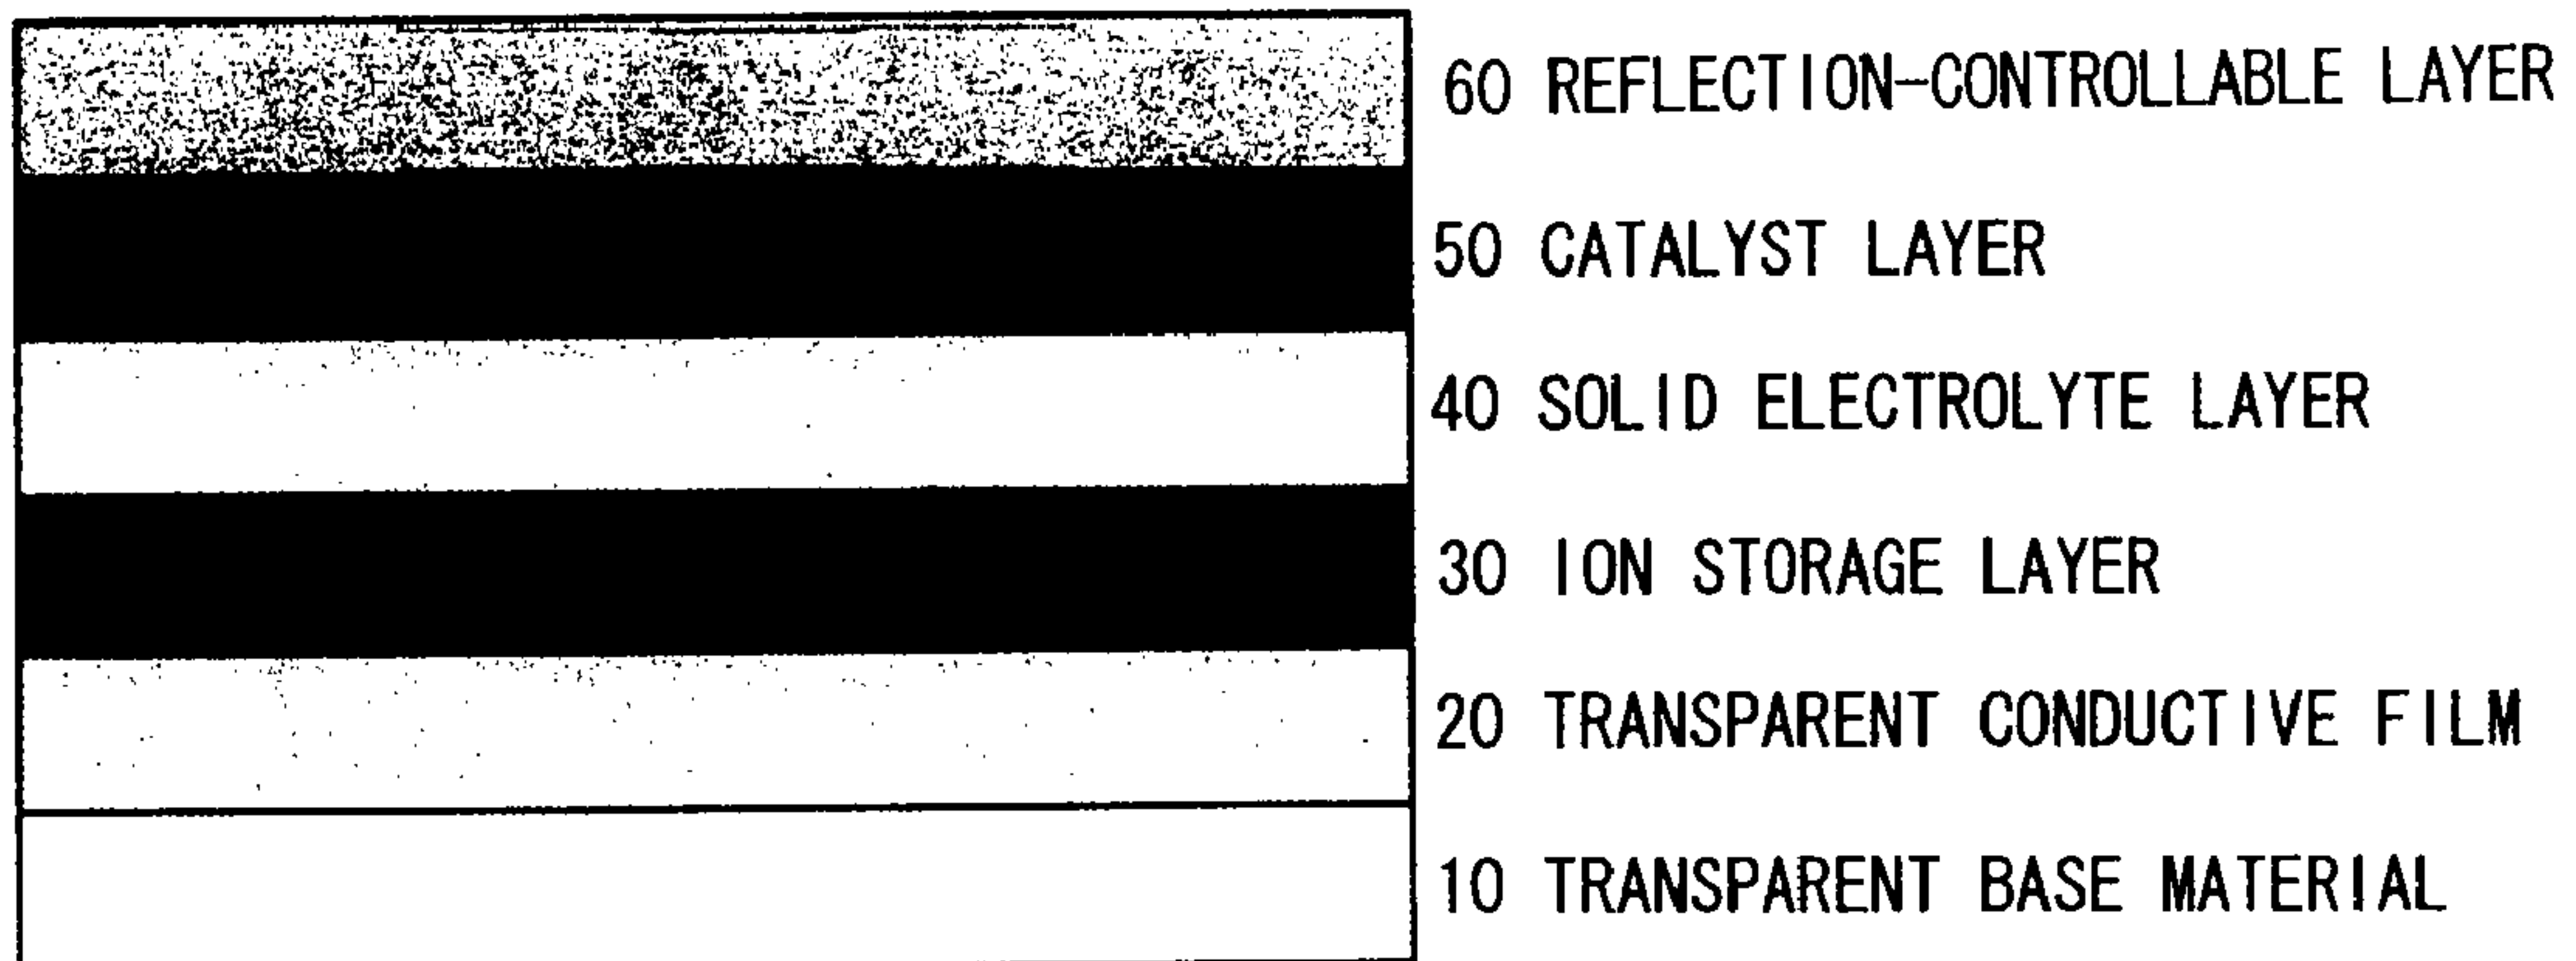 60 REFLECTION-CONTROLLABLE LAYER
50 CATALYST LAYER
40 SOLID ELECTROLYTE LAYER
30 ION STORAGE LAYER
20 TRANSPARENT CONDUCTIVE FILM
10 TRANSPARENT BASE MATERIAL